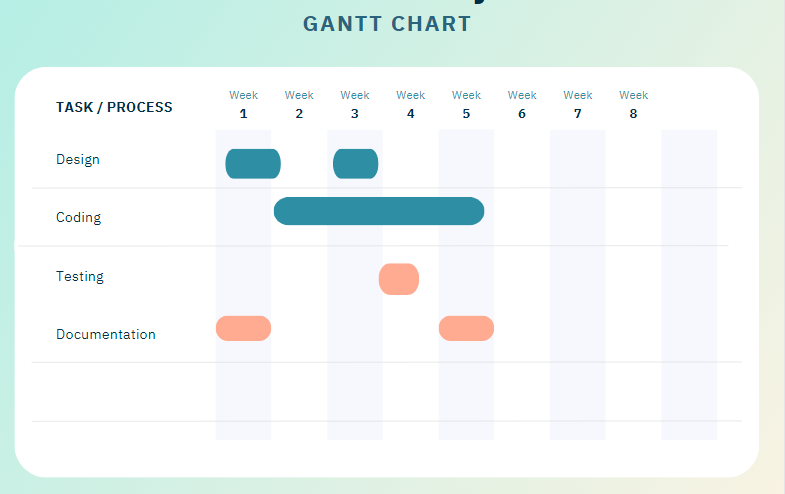 GANTT CHART
TASK / PROCESS
Week Week Week Week Week Week Week Week
1 2 3 4 5 6 7 8
Design
Coding
Testing
Documentation